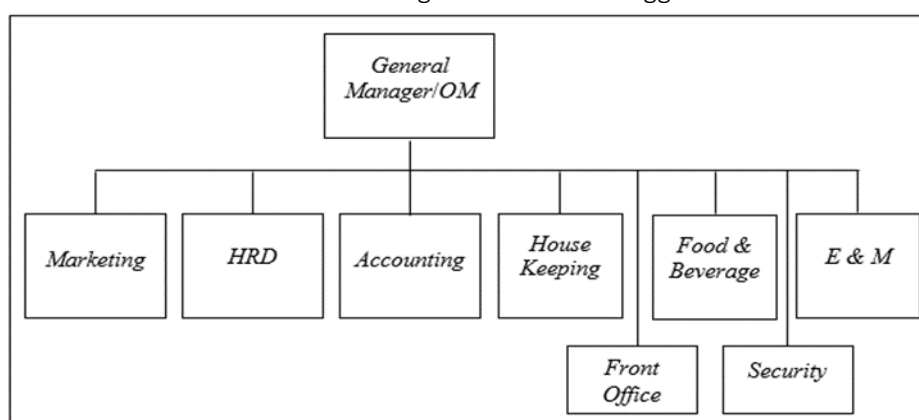 General
Manager/OM
Marketing
HRD
Accounting
House
Keeping
Food &
Beverage
E & M
Front
Office
Security